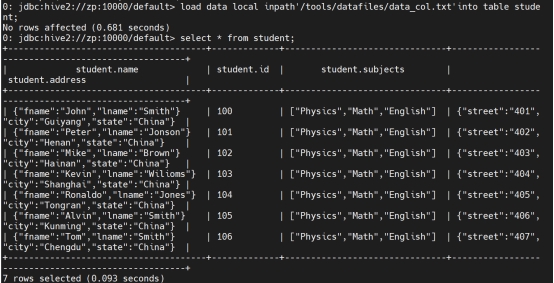 0: jdbc:hive2://zp:10000/default> load data local inpath'/tools/datafiles/data_col.txt'into table stude
nt;
No rows affected (0.681 seconds)
0: jdbc:hive2://zp:10000/default> select * from student;
+-----------------------------------+-------------+-------------------------------+---------------
----------------------------------+
| student.name | student.id | student.subjects |
student.address |
+-----------------------------------+-------------+-------------------------------+---------------
----------------------------------+
| {"fname":"John","lname":"Smith"} | 100 | ["Physics","Math","English"] | {"street":"401",
"city":"Guiyang","state":"China"} |
| {"fname":"Peter","lname":"Jonson"} | 101 | ["Physics","Math","English"] | {"street":"402",
"city":"Henan","state":"China"} |
| {"fname":"Mike","lname":"Brown"} | 102 | ["Physics","Math","English"] | {"street":"403",
"city":"Hainan","state":"China"} |
| {"fname":"Kevin","lname":"Wilioms"} | 103 | ["Physics","Math","English"] | {"street":"404",
"city":"Shanghai","state":"China"} |
| {"fname":"Ronaldo","lname":"Jones"} | 104 | ["Physics","Math","English"] | {"street":"405",
"city":"Tongran","state":"China"} |
| {"fname":"Alvin","lname":"Smith"} | 105 | ["Physics","Math","English"] | {"street":"406",
"city":"Kunming","state":"China"} |
| {"fname":"Tom","lname":"Smith"} | 106 | ["Physics","Math","English"] | {"street":"407",
"city":"Chengdu","state":"China"} |
+-----------------------------------+-------------+-------------------------------+---------------
----------------------------------+
7 rows selected (0.093 seconds)